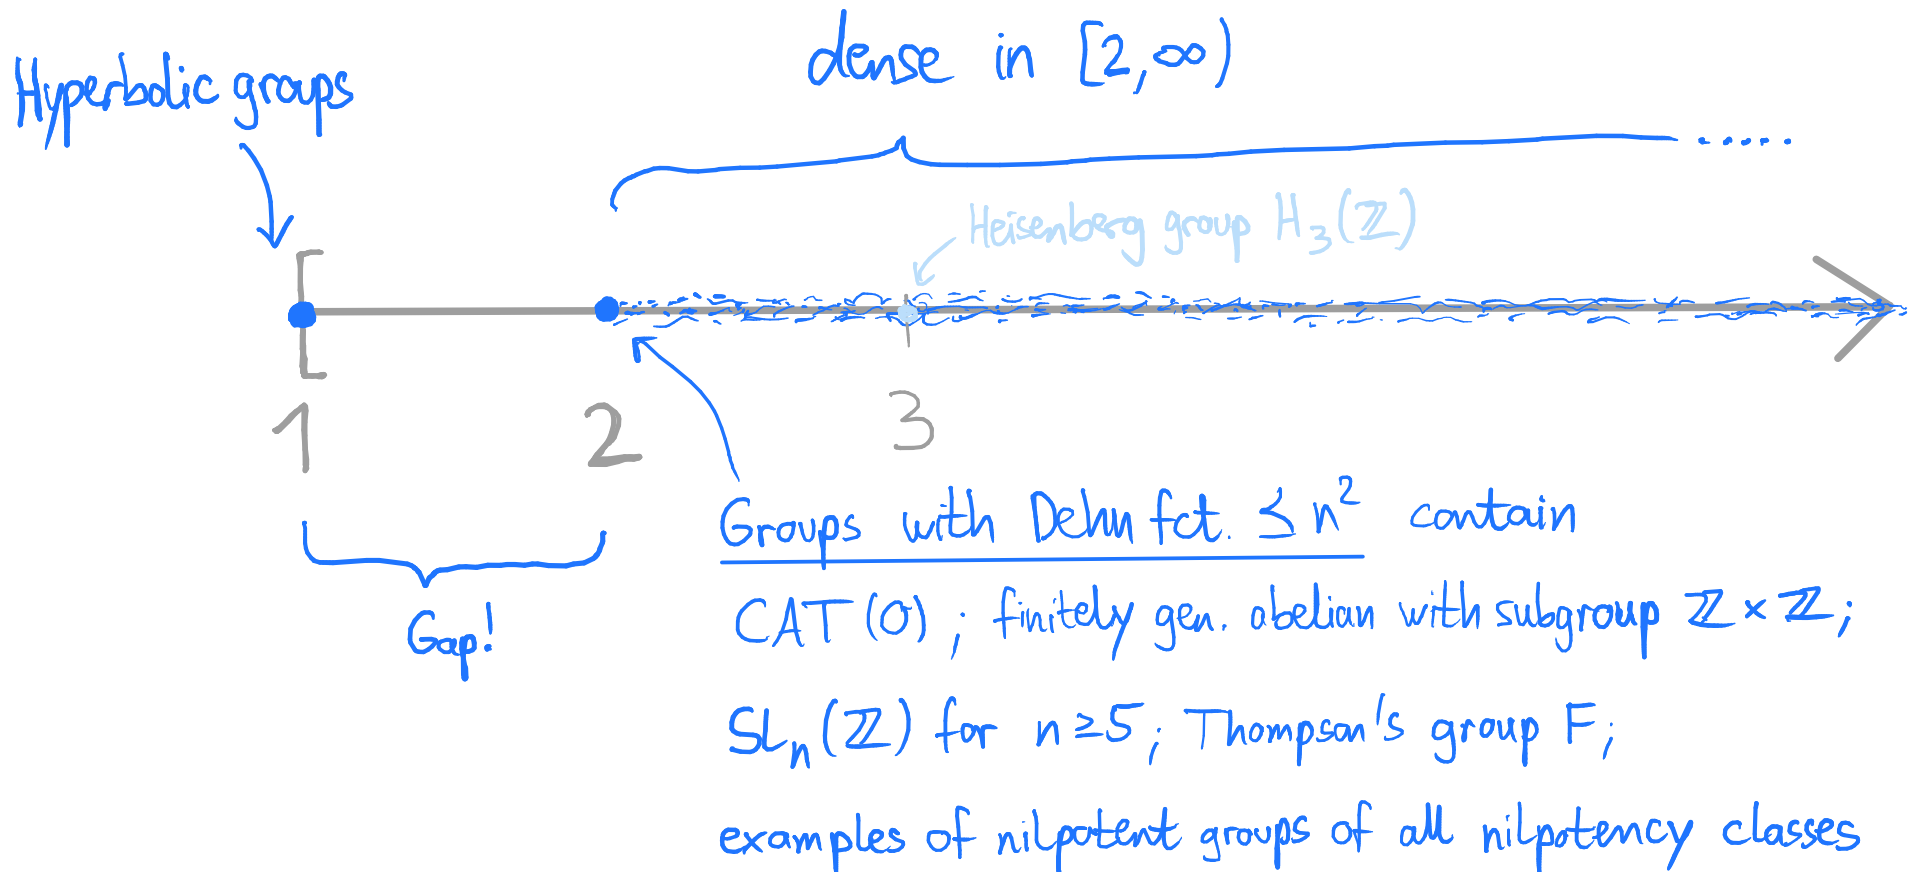 dense in [2,∞)
Hyperbolic groups
Heisenberg group H₃(ℤ)
1
2
3
Gap!
Groups with Dehn fct. ≼ n² contain
CAT(0); finitely gen. abelian with subgroup ℤ×ℤ;
SLₙ(ℤ) for n≥5; Thompson's group F;
examples of nilpotent groups of all nilpotency classes